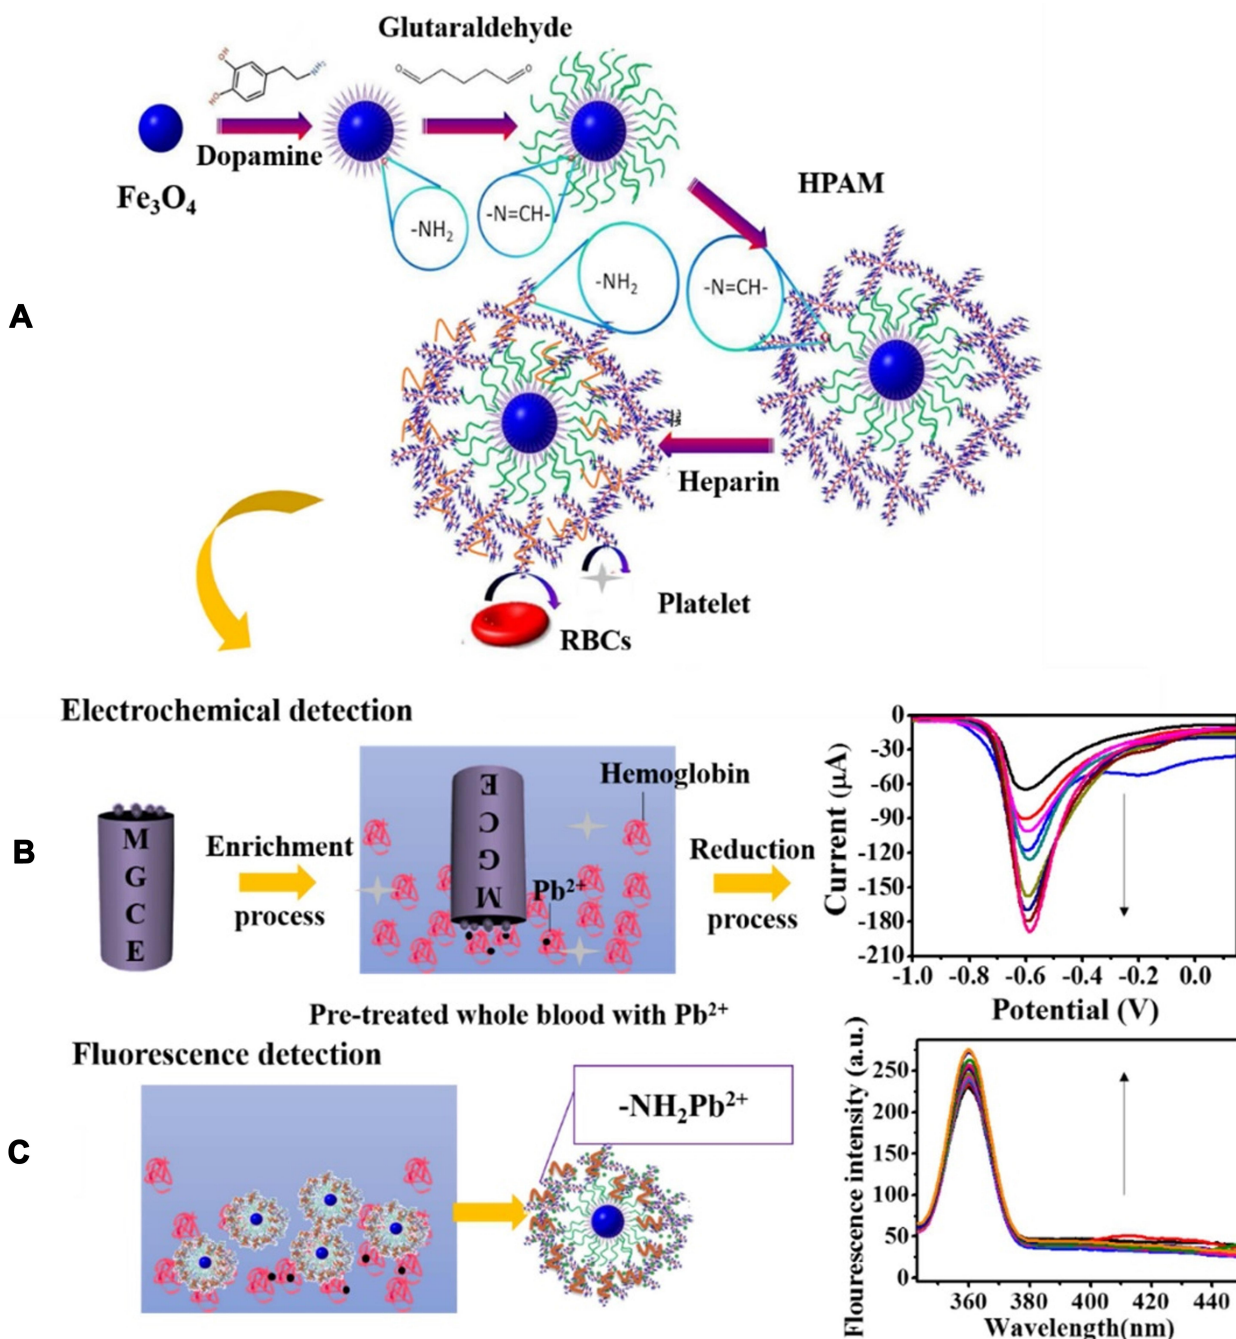 Glutaraldehyde
OH
HO
NH2
O
O
Dopamine
Fe3O4
-NH2
-N=CH-
HPAM
-NH2
-N=CH-
A
Heparin
Platelet
RBCs
Electrochemical detection
B
MGCE
Enrichment
process
Hemoglobin
MGCE
Pb2+
Reduction
process
Pre-treated whole blood with Pb2+
Current (μA)
0
-30
-60
-90
-120
-150
-180
-210
-1.0 -0.8 -0.6 -0.4 -0.2 0.0
Potential (V)
Fluorescence detection
C
-NH2Pb2+
Flourescence intensity (a.u.)
250
200
150
100
50
0
360 380 400 420 440
Wavelength(nm)